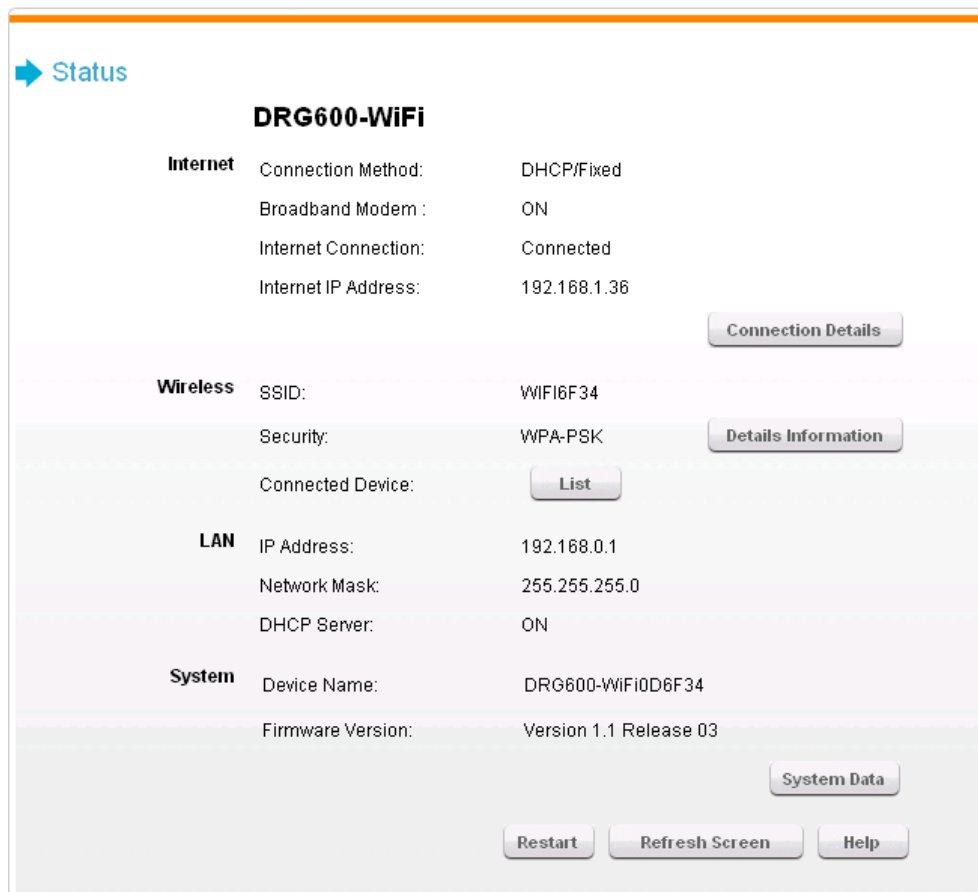 Status
DRG600-WiFi
Internet Connection Method: DHCP/Fixed
Broadband Modem : ON
Internet Connection: Connected
Internet IP Address: 192.168.1.36
Connection Details
Wireless SSID: WIFI6F34
Security: WPA-PSK Details Information
Connected Device: List
LAN IP Address: 192.168.0.1
Network Mask: 255.255.255.0
DHCP Server: ON
System Device Name: DRG600-WiFi0D6F34
Firmware Version: Version 1.1 Release 03
System Data
Restart Refresh Screen Help